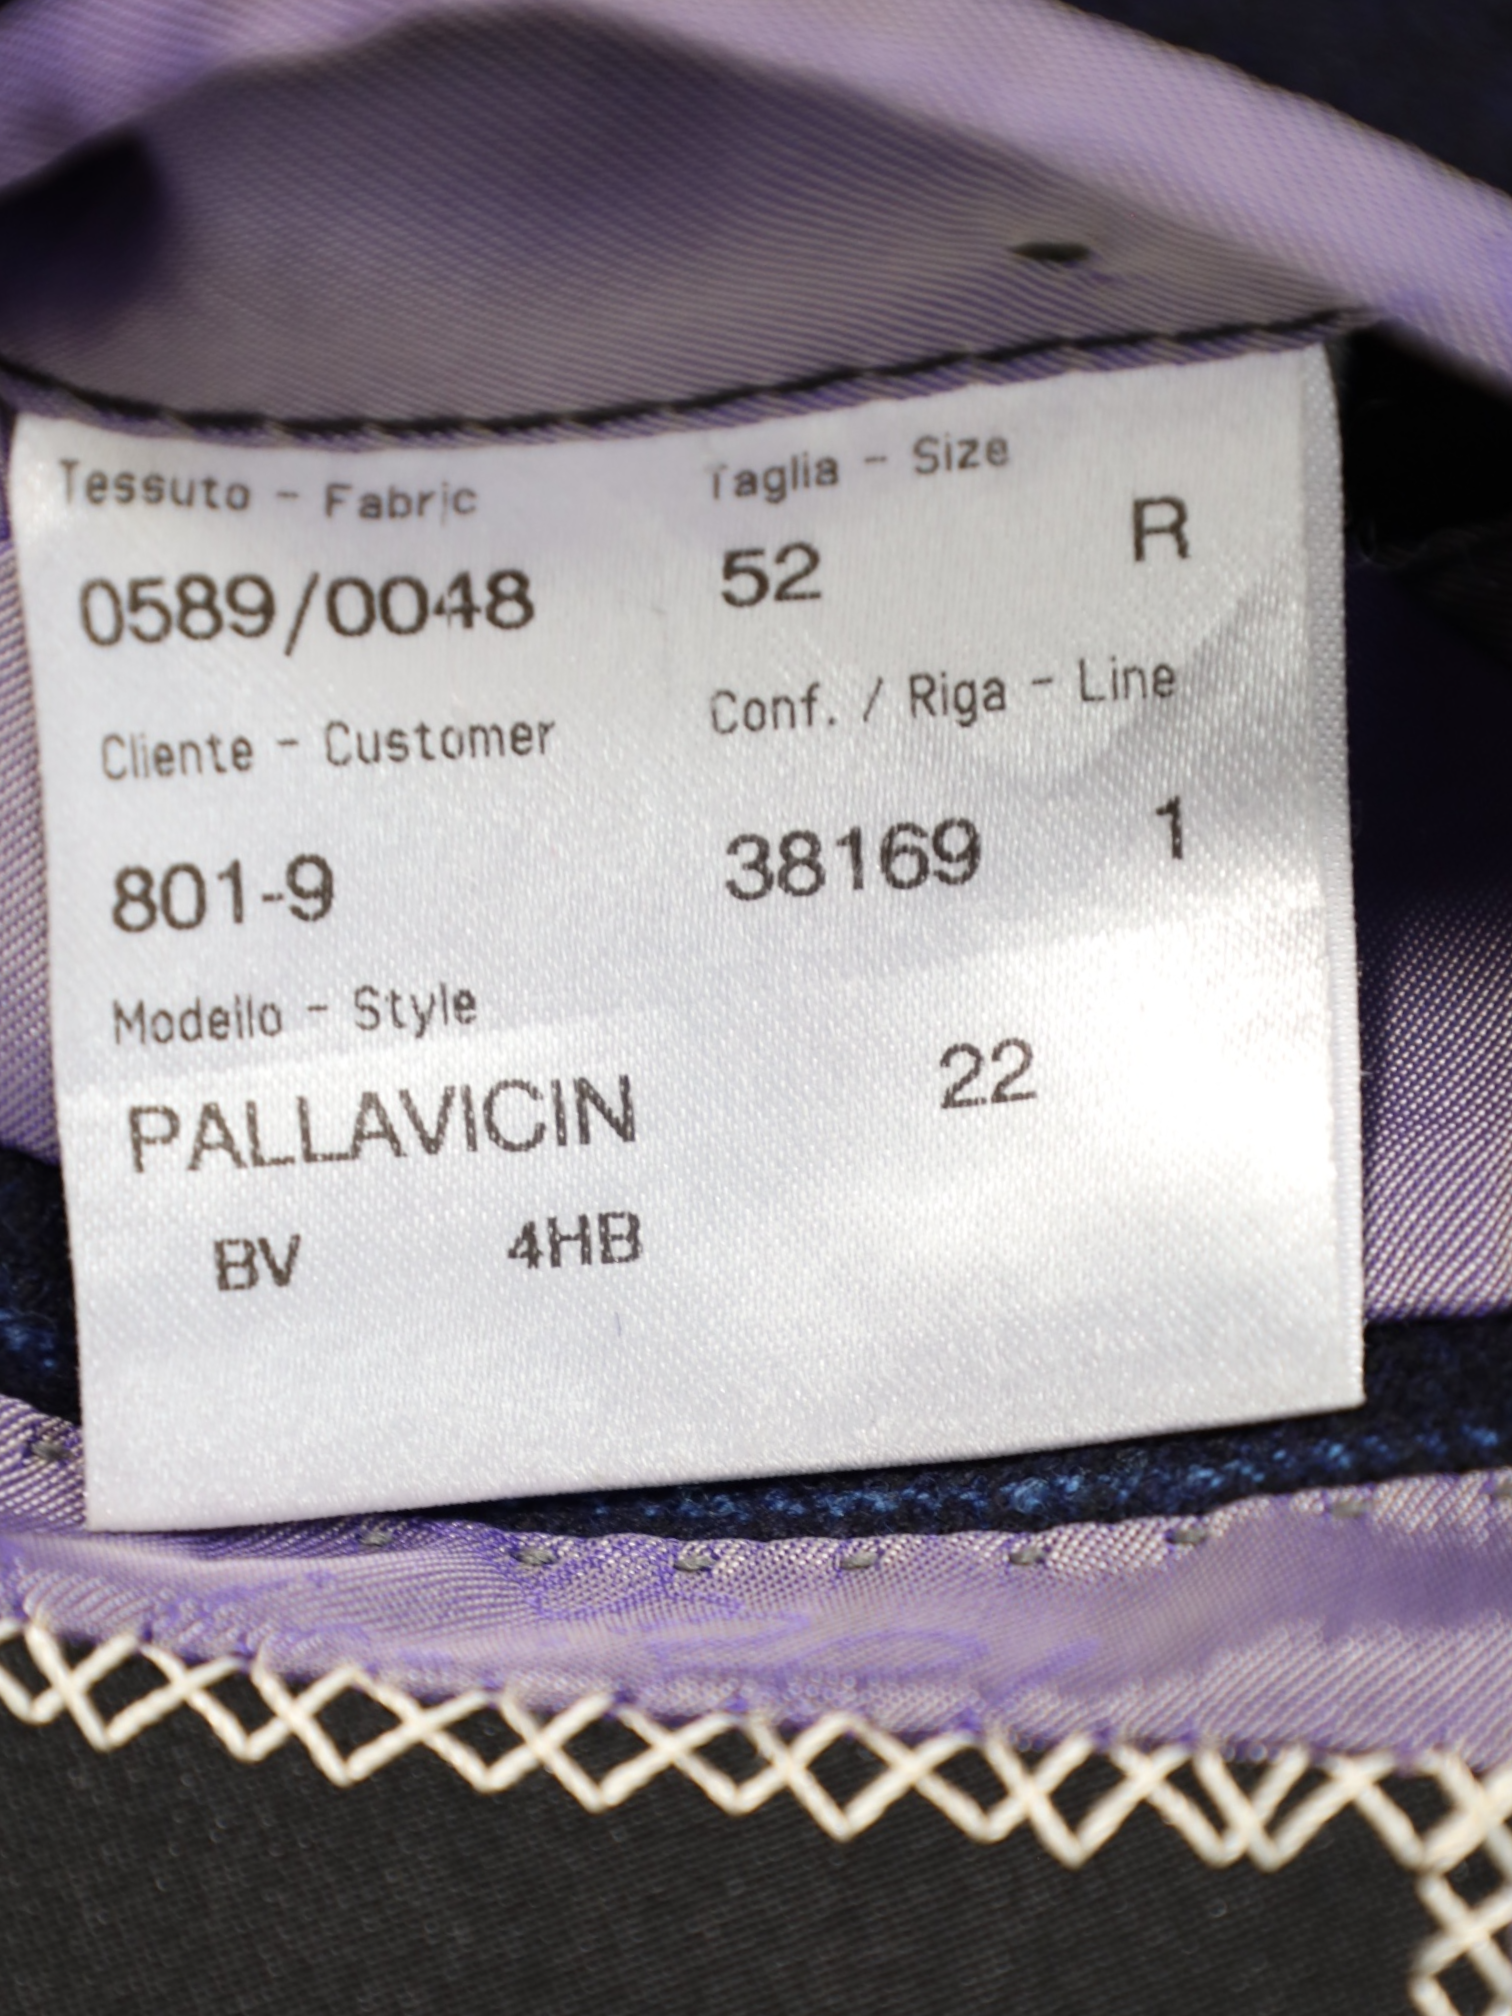 Tessuto - Fabric Taglia - Size
0589/0048 52 R
Cliente - Customer Conf. / Riga - Line
801-9 38169 1
Modello - Style
PALLAVICIN 22
BV 4HB